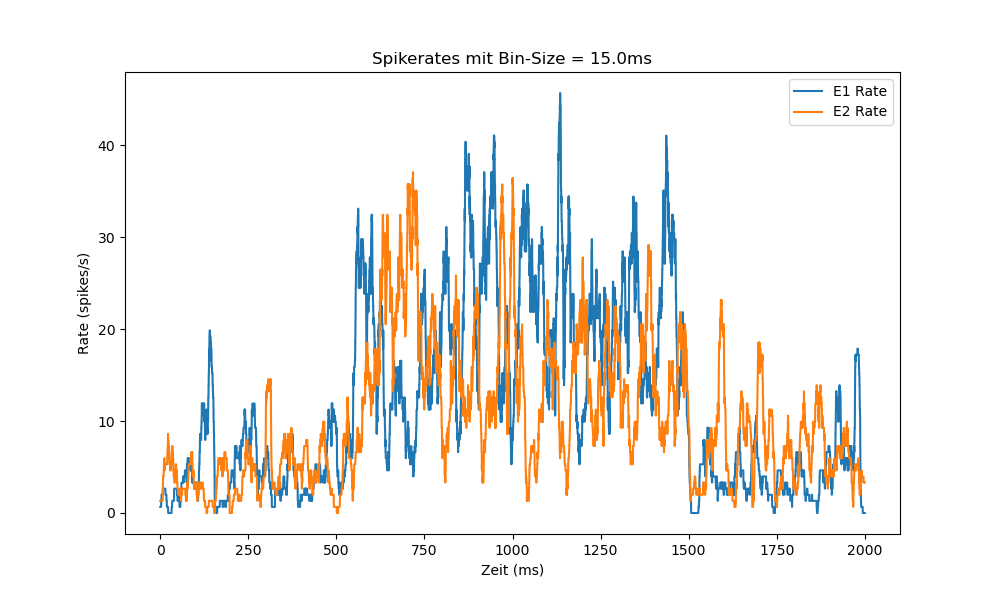 Spikerates mit Bin-Size = 15.0ms
E1 Rate
E2 Rate
40
30
20
10
0
Rate (spikes/s)
0 250 500 750 1000 1250 1500 1750 2000
Zeit (ms)